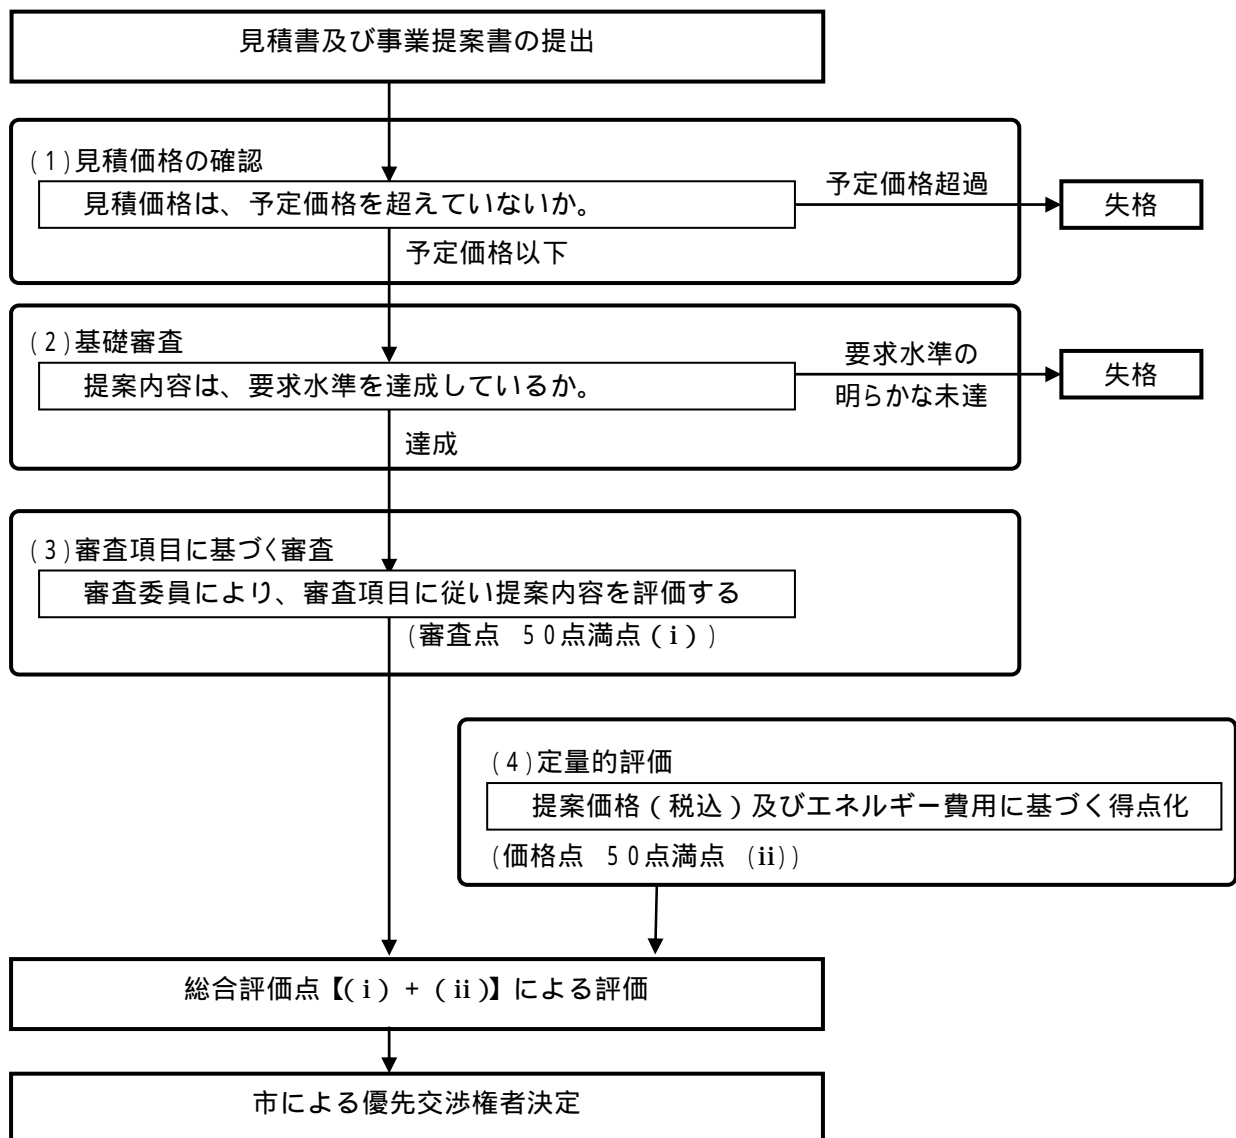 見積書及び事業提案書の提出
(1)見積価格の確認
見積価格は、予定価格を超えていないか。
予定価格超過
失格
予定価格以下
(2)基礎審査
提案内容は、要求水準を達成しているか。
要求水準の
明らかな未達
失格
達成
(3)審査項目に基づく審査
審査委員により、審査項目に従い提案内容を評価する
(審査点 50点満点(i))
(4)定量的評価
提案価格(税込)及びエネルギー費用に基づく得点化
(価格点 50点満点 (ii))
総合評価点【(i)+(ii)】による評価
市による優先交渉権者決定